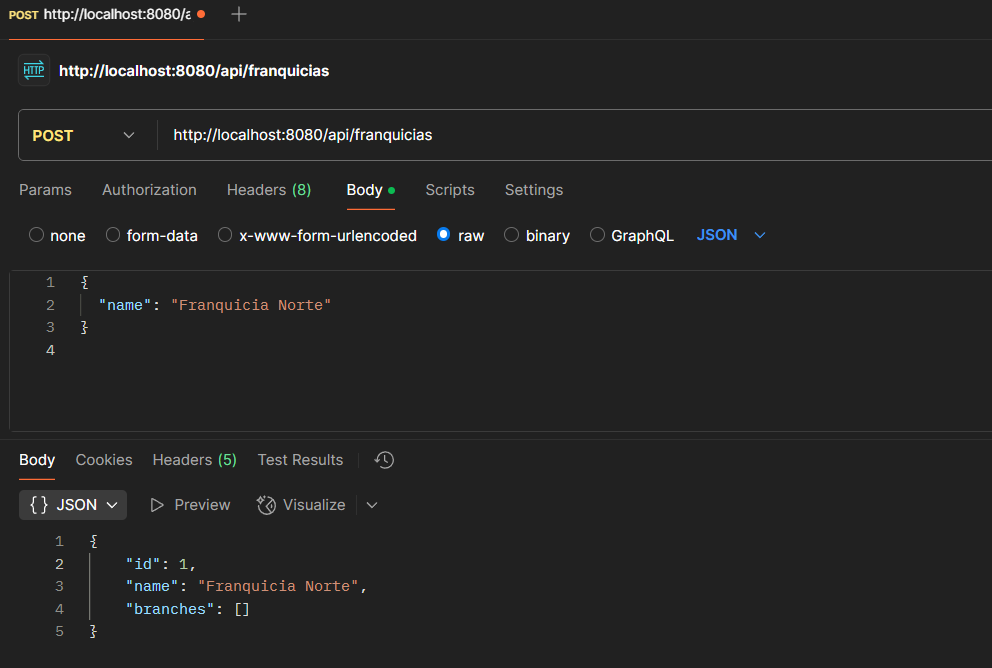 POST http://localhost:8080/a
HTTP http://localhost:8080/api/franquicias
POST http://localhost:8080/api/franquicias
Params Authorization Headers (8) Body Scripts Settings
none form-data x-www-form-urlencoded raw binary GraphQL JSON
1 {
2 "name": "Franquicia Norte"
3 }
4
Body Cookies Headers (5) Test Results
{} JSON Preview Visualize
1 {
2 "id": 1,
3 "name": "Franquicia Norte",
4 "branches": []
5 }